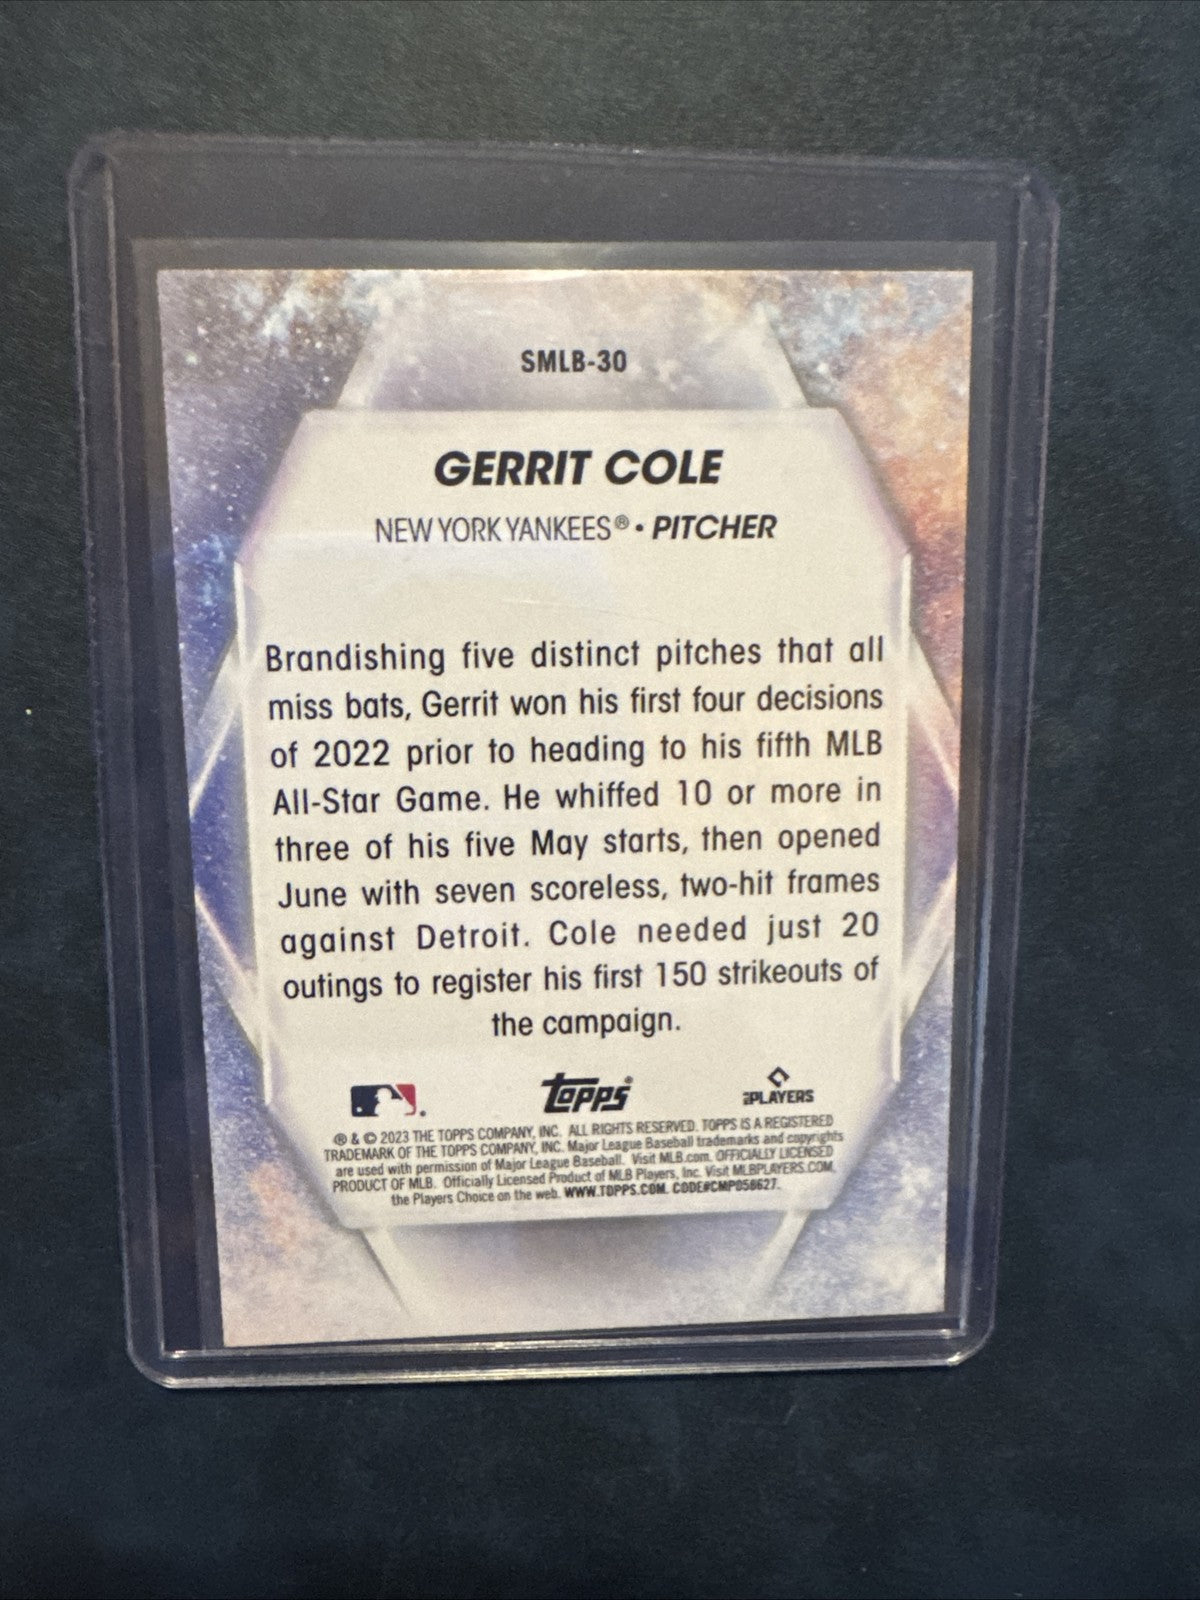 SMLB-30
GERRIT COLE
NEW YORK YANKEES® • PITCHER
Brandishing five distinct pitches that all
miss bats, Gerrit won his first four decisions
of 2022 prior to heading to his fifth MLB
All-Star Game. He whiffed 10 or more in
three of his five May starts, then opened
June with seven scoreless, two-hit frames
against Detroit. Cole needed just 20
outings to register his first 150 strikeouts of
the campaign.
Topps® PLAYERS
® & © 2023 THE TOPPS COMPANY, INC. ALL RIGHTS RESERVED. TOPPS IS A REGISTERED
TRADEMARK OF THE TOPPS COMPANY, INC. Major League Baseball trademarks and copyrights
are used with permission of Major League Baseball. Visit MLB.com. OFFICIALLY LICENSED
PRODUCT OF MLB. Officially Licensed Product of MLB Players, Inc. Visit MLBPLAYERS.COM,
the Players Choice on the web. WWW.TOPPS.COM. CODE#CMP058627.